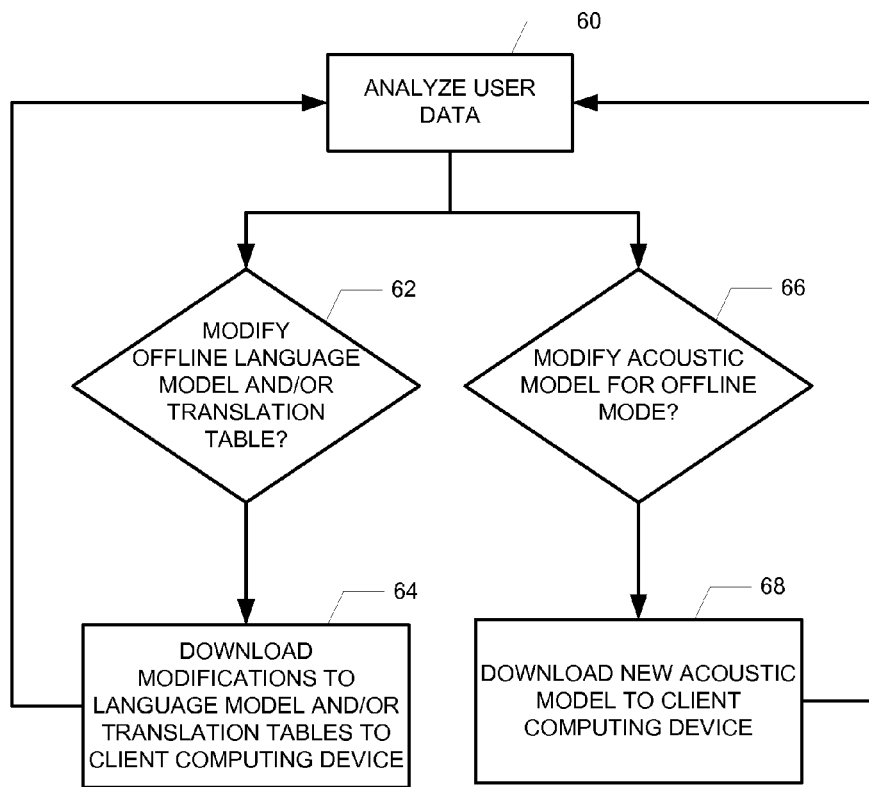 60
ANALYZE USER
DATA
62
MODIFY
OFFLINE LANGUAGE
MODEL AND/OR
TRANSLATION
TABLE?
66
MODIFY ACOUSTIC
MODEL FOR OFFLINE
MODE?
64
DOWNLOAD
MODIFICATIONS TO
LANGUAGE MODEL AND/OR
TRANSLATION TABLES TO
CLIENT COMPUTING DEVICE
68
DOWNLOAD NEW ACOUSTIC
MODEL TO CLIENT
COMPUTING DEVICE